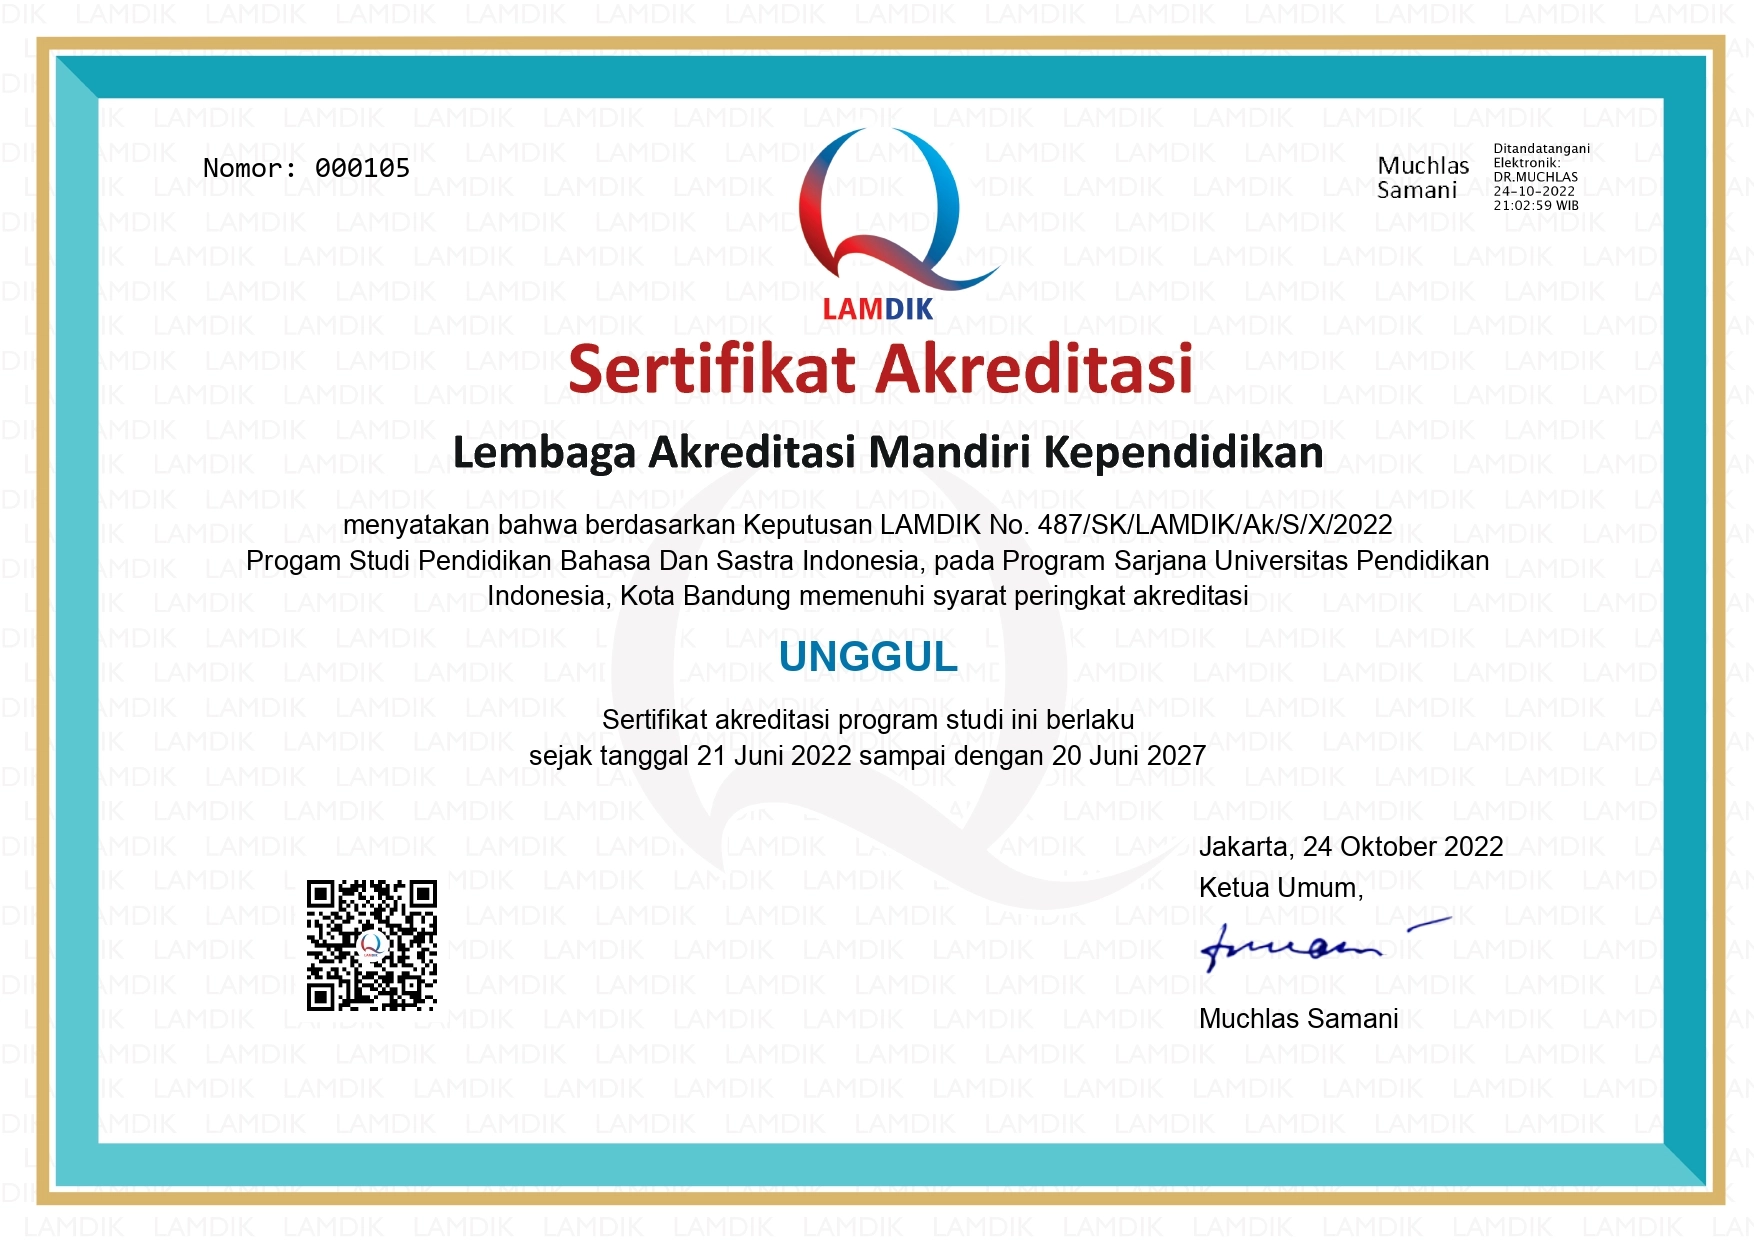 Nomor: 000105
Muchlas
Samani
Ditandatangani
Elektronik:
DR.MUCHLAS
24-10-2022
21:02:59 WIB
LAMDIK
Sertifikat Akreditasi
Lembaga Akreditasi Mandiri Kependidikan
menyatakan bahwa berdasarkan Keputusan LAMDIK No. 487/SK/LAMDIK/Ak/S/X/2022
Progam Studi Pendidikan Bahasa Dan Sastra Indonesia, pada Program Sarjana Universitas Pendidikan
Indonesia, Kota Bandung memenuhi syarat peringkat akreditasi
UNGGUL
Sertifikat akreditasi program studi ini berlaku
sejak tanggal 21 Juni 2022 sampai dengan 20 Juni 2027
Jakarta, 24 Oktober 2022
Ketua Umum,
Muchlas Samani